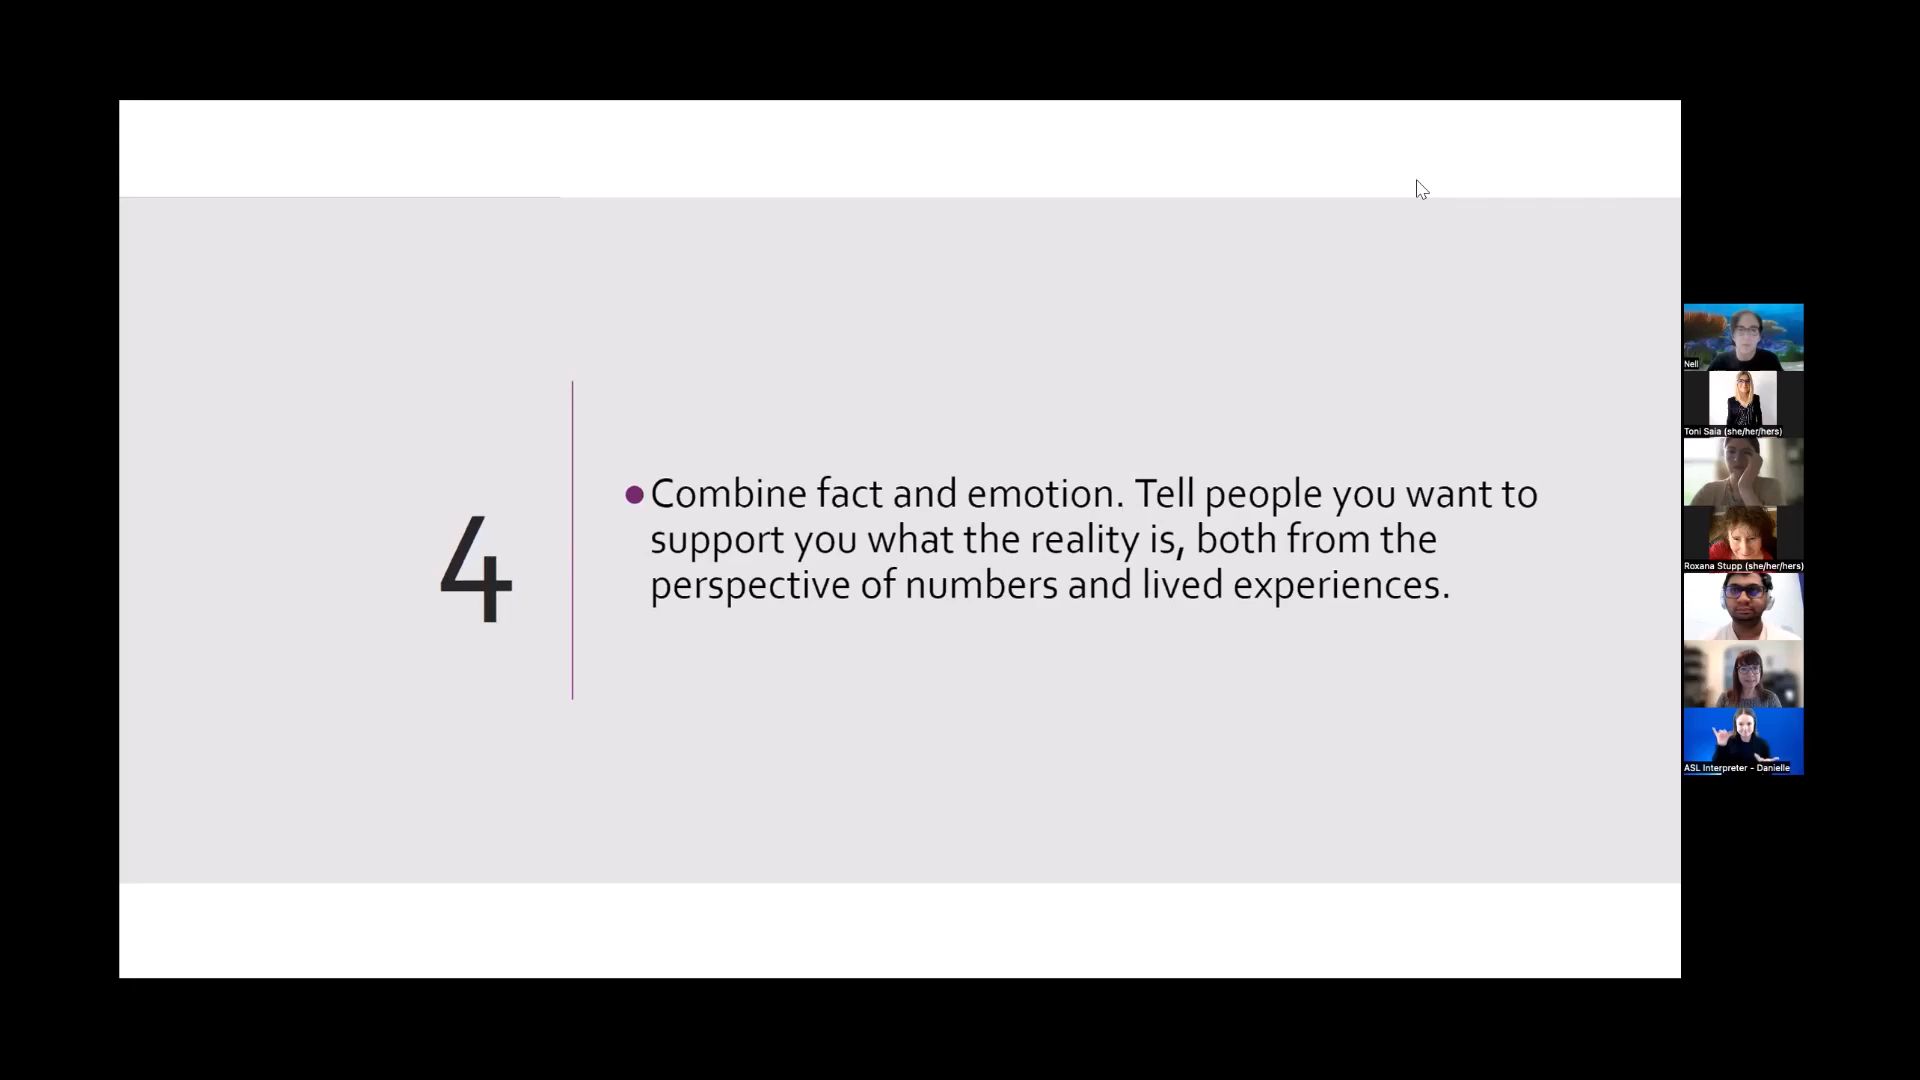 4
Combine fact and emotion. Tell people you want to
support you what the reality is, both from the
perspective of numbers and lived experiences.
Nell
Toni Saia (she/her/hers)
Roxana Stupp (she/her/hers)
ASL Interpreter - Danielle